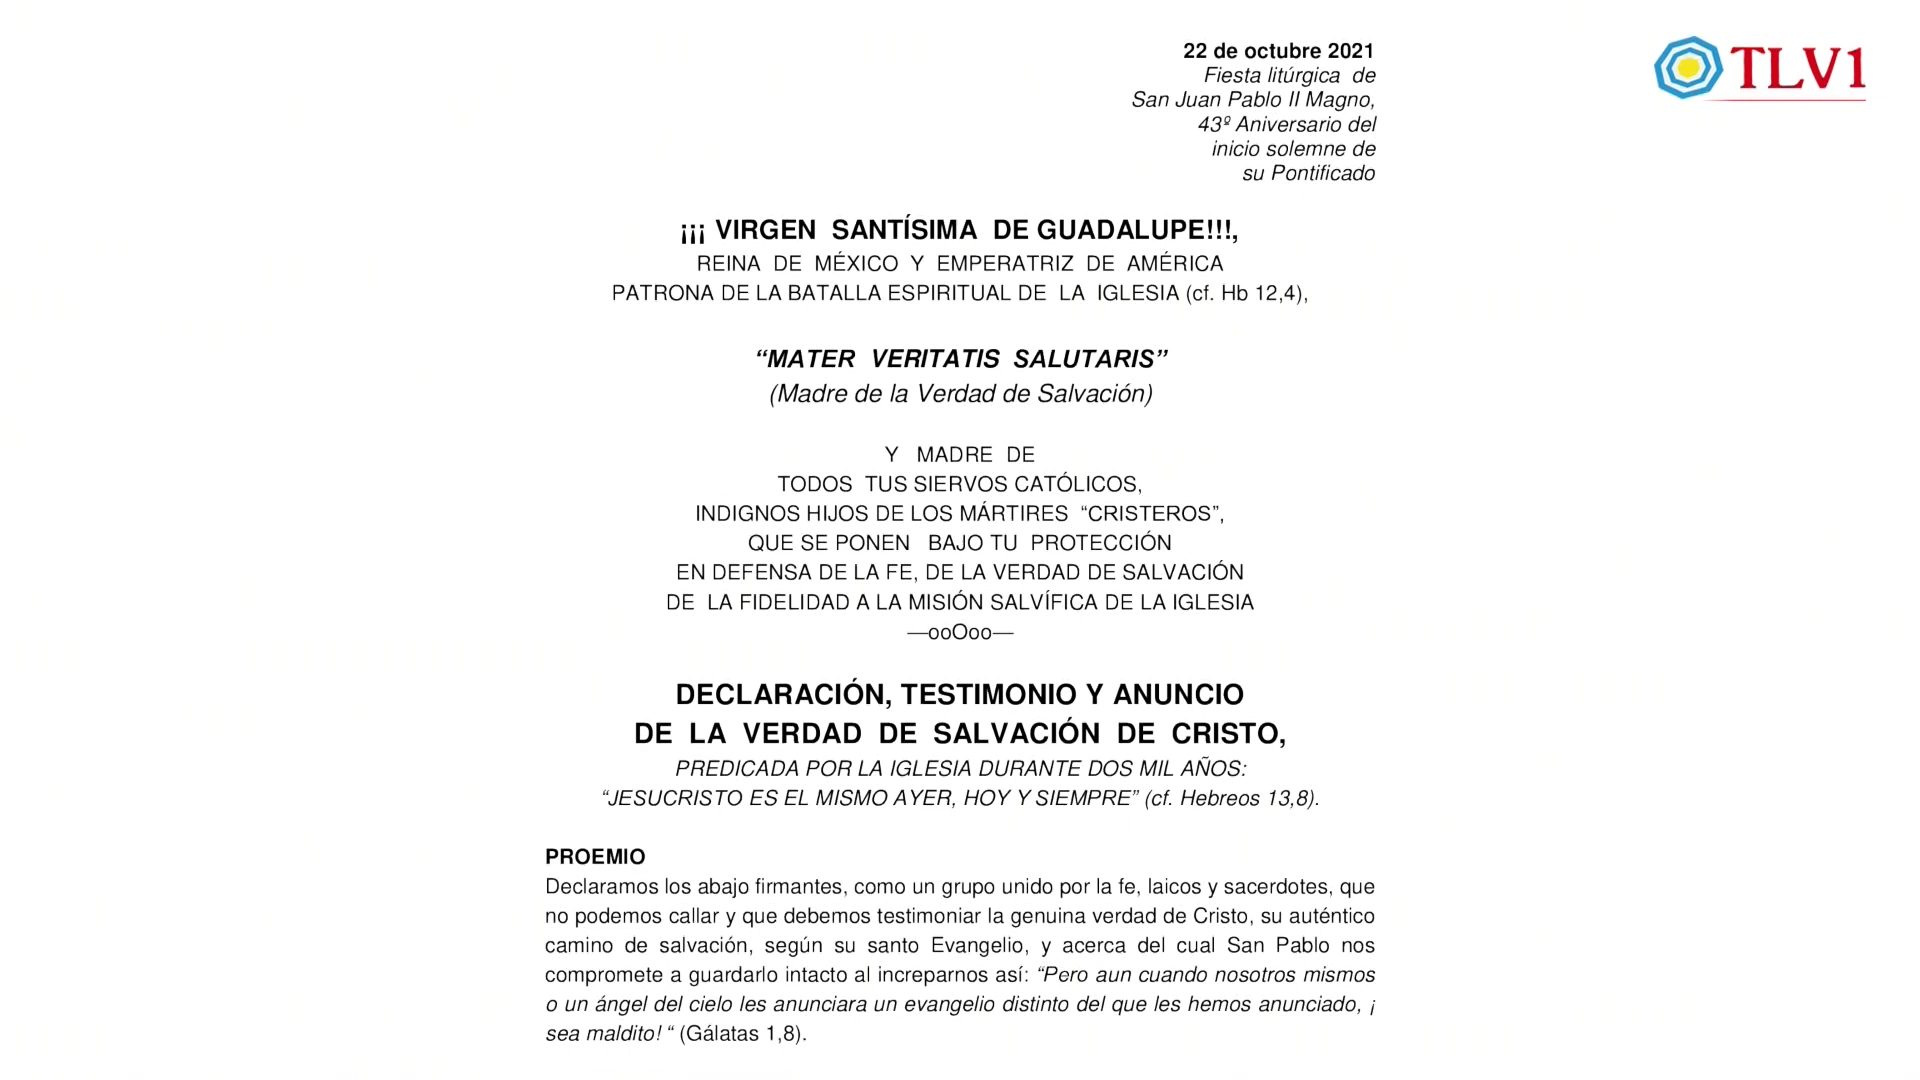 22 de octubre 2021
TLV1
Fiesta litúrgica de
San Juan Pablo II Magno,
43º Aniversario del
inicio solemne de
su Pontificado
¡¡¡ VIRGEN SANTÍSIMA DE GUADALUPE!!!,
REINA DE MÉXICO Y EMPERATRIZ DE AMÉRICA
PATRONA DE LA BATALLA ESPIRITUAL DE LA IGLESIA (cf. Hb 12,4),
“MATER VERITATIS SALUTARIS”
(Madre de la Verdad de Salvación)
Y MADRE DE
TODOS TUS SIERVOS CATÓLICOS,
INDIGNOS HIJOS DE LOS MÁRTIRES “CRISTEROS”,
QUE SE PONEN BAJO TU PROTECCIÓN
EN DEFENSA DE LA FE, DE LA VERDAD DE SALVACIÓN
DE LA FIDELIDAD A LA MISIÓN SALVÍFICA DE LA IGLESIA
—ooOoo—
DECLARACIÓN, TESTIMONIO Y ANUNCIO
DE LA VERDAD DE SALVACIÓN DE CRISTO,
PREDICADA POR LA IGLESIA DURANTE DOS MIL AÑOS:
“JESUCRISTO ES EL MISMO AYER, HOY Y SIEMPRE” (cf. Hebreos 13,8).
PROEMIO
Declaramos los abajo firmantes, como un grupo unido por la fe, laicos y sacerdotes, que
no podemos callar y que debemos testimoniar la genuina verdad de Cristo, su auténtico
camino de salvación, según su santo Evangelio, y acerca del cual San Pablo nos
compromete a guardarlo intacto al increparnos así: “Pero aun cuando nosotros mismos
o un ángel del cielo les anunciara un evangelio distinto del que les hemos anunciado, ¡
sea maldito! “ (Gálatas 1,8).